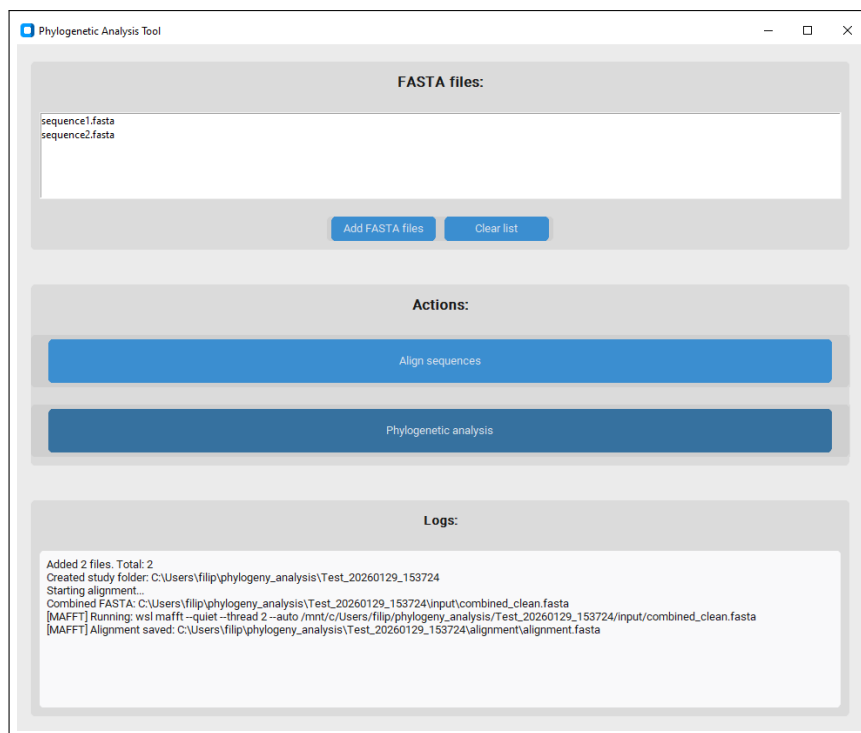 Phylogenetic Analysis Tool
FASTA files:
sequence1.fasta
sequence2.fasta
Add FASTA files Clear list
Actions:
Align sequences
Phylogenetic analysis
Logs:
Added 2 files. Total: 2
Created study folder: C:\Users\filip\phylogeny_analysis\Test_20260129_153724
Starting alignment...
Combined FASTA: C:\Users\filip\phylogeny_analysis\Test_20260129_153724\input\combined_clean.fasta
[MAFFT] Running: wsl mafft --quiet --thread 2 --auto /mnt/c/Users/filip/phylogeny_analysis/Test_20260129_153724/input/combined_clean.fasta
[MAFFT] Alignment saved: C:\Users\filip\phylogeny_analysis\Test_20260129_153724\alignment\alignment.fasta